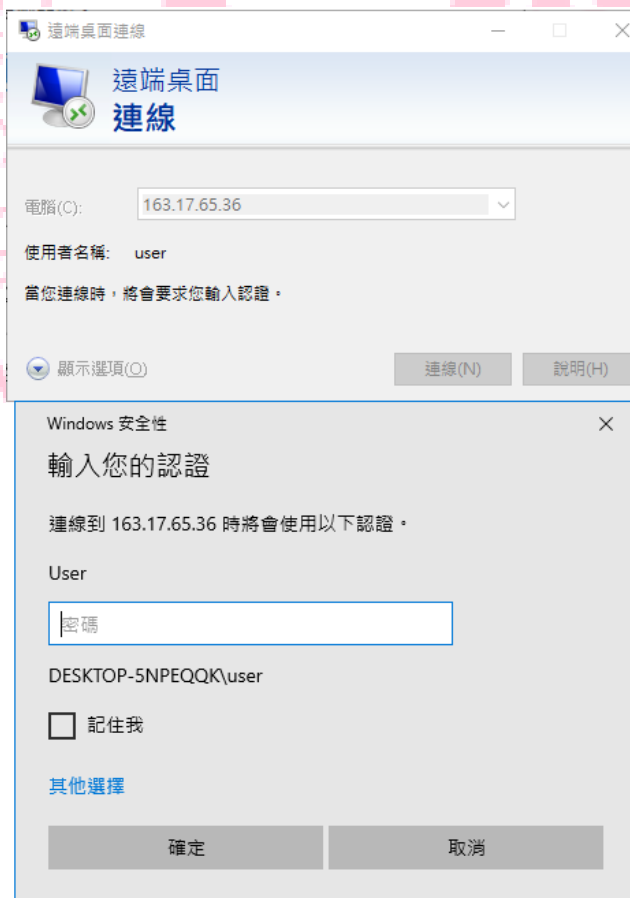 遠端桌面連線
遠端桌面
連線
電腦(C): 163.17.65.36
使用者名稱: user
當您連線時，將會要求您輸入認證。
顯示選項(O) 連線(N) 說明(H)
Windows 安全性
輸入您的認證
連線到 163.17.65.36 時將會使用以下認證。
User
密碼
DESKTOP-5NPEQQK\user
記住我
其他選擇
確定 取消